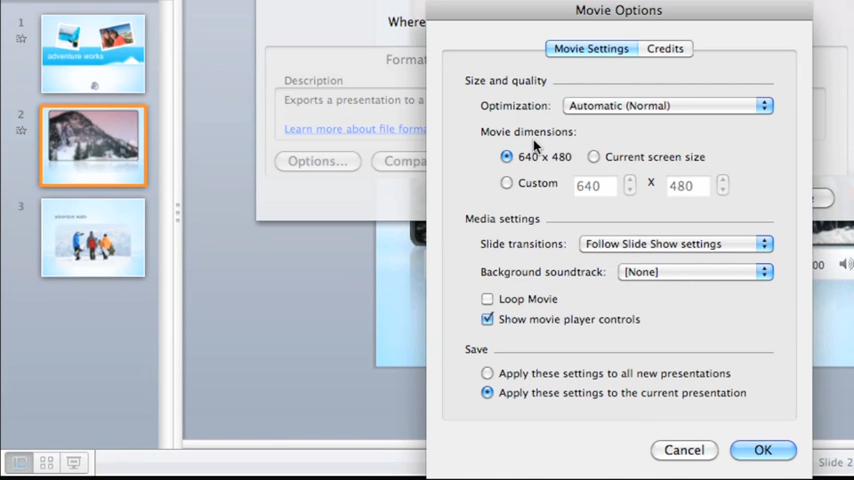 1
adventure works
2
3
adventure works
Where
Format
Description
Exports a presentation to a
Learn more about file forma
Options...
Compa
Movie Options
Movie Settings
Credits
Size and quality
Optimization: Automatic (Normal)
Movie dimensions:
640 x 480
Current screen size
Custom 640 X 480
Media settings
Slide transitions: Follow Slide Show settings
Background soundtrack: [None]
Loop Movie
Show movie player controls
Save
Apply these settings to all new presentations
Apply these settings to the current presentation
Cancel
OK
:00
Slide 2